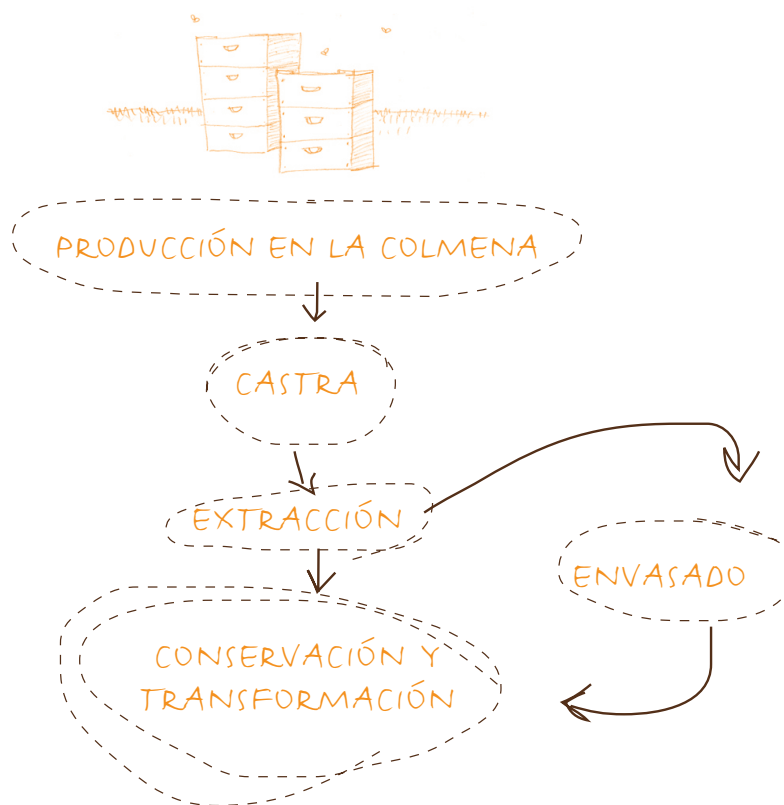 PRODUCCIÓN EN LA COLMENA
CASTRA
EXTRACCIÓN
ENVASADO
CONSERVACIÓN Y
TRANSFORMACIÓN